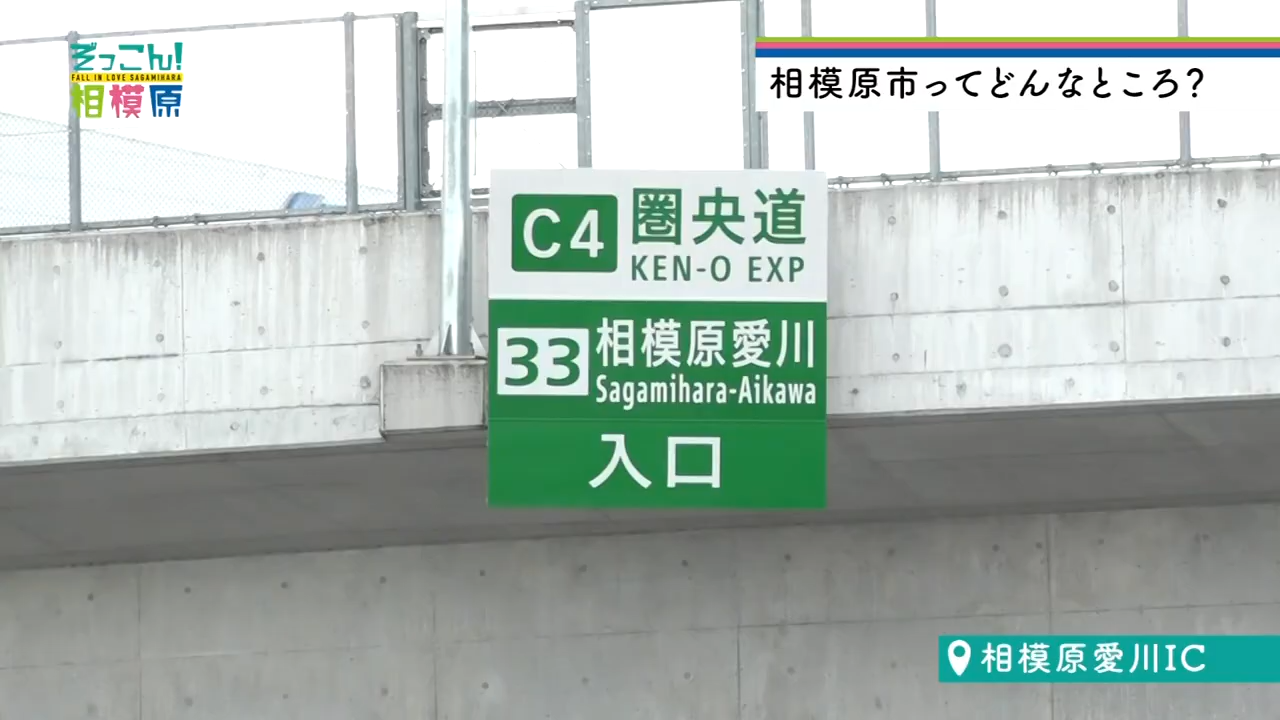 ぞっこん!
FALL IN LOVE SAGAMIHARA
相模原
相模原市ってどんなところ?
C4 圏央道
KEN-O EXP
33 相模原愛川
Sagamihara-Aikawa
入口
相模原愛川IC